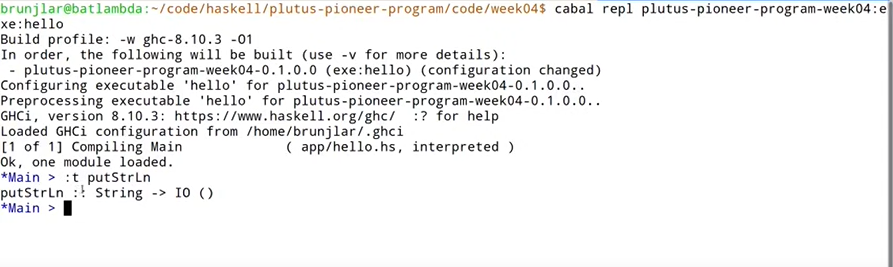 brunjlar@batlambda:~/code/haskell/plutus-pioneer-program/code/week04$ cabal repl plutus-pioneer-program-week04:e
xe:hello
Build profile: -w ghc-8.10.3 -O1
In order, the following will be built (use -v for more details):
 - plutus-pioneer-program-week04-0.1.0.0 (exe:hello) (configuration changed)
Configuring executable 'hello' for plutus-pioneer-program-week04-0.1.0.0..
Preprocessing executable 'hello' for plutus-pioneer-program-week04-0.1.0.0..
GHCi, version 8.10.3: https://www.haskell.org/ghc/  :? for help
Loaded GHCi configuration from /home/brunjlar/.ghci
[1 of 1] Compiling Main             ( app/hello.hs, interpreted )
Ok, one module loaded.
*Main > :t putStrLn
putStrLn :: String -> IO ()
*Main >